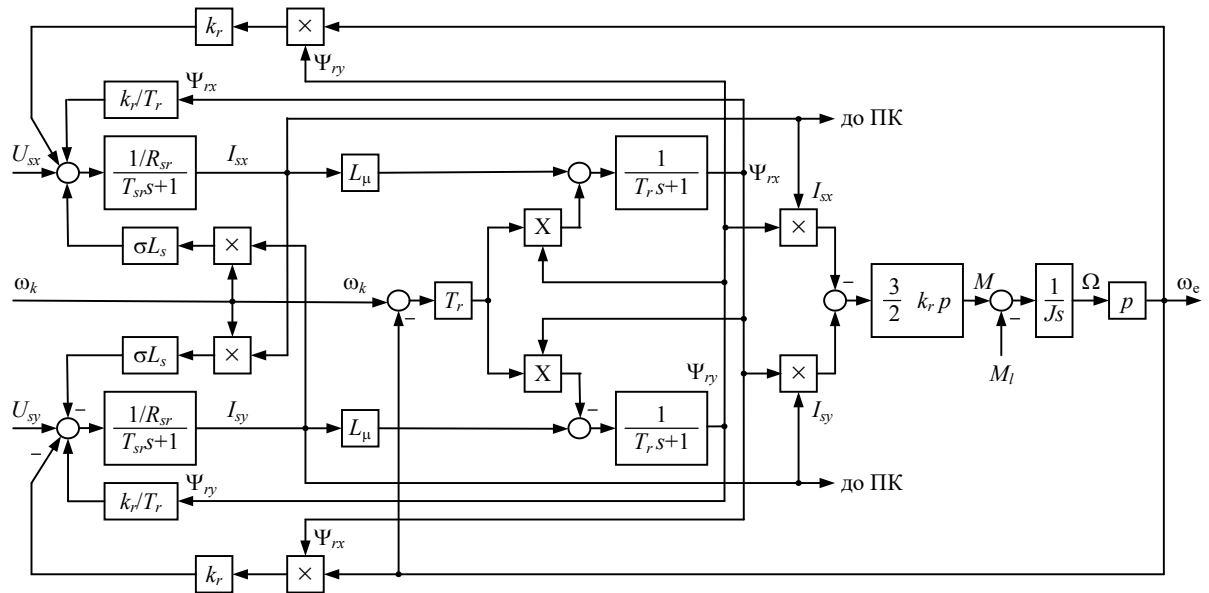 k_r ×
Ψ_ry
Ψ_rx
k_r/T_r
до ПК
U_sx 1/R_sr I_sx L_μ 1 Ψ_rx
T_sr s+1 T_r s+1
I_sx
X ×
σL_s ×
ω_k ω_k T_r – 3/2 k_r p M 1/Js Ω p ω_e
– –
σL_s × X Ψ_ry × M_l
U_sy – 1/R_sr I_sy L_μ – 1 I_sy
– T_sr s+1 T_r s+1
k_r/T_r Ψ_ry до ПК
Ψ_rx
k_r ×